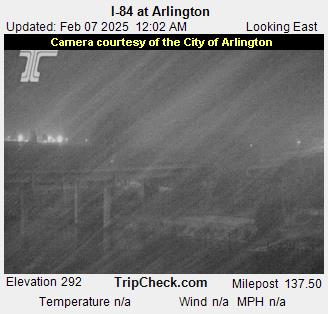 I-84 at Arlington
Updated: Feb 07 2025 12:02 AM Looking East
Camera courtesy of the City of Arlington
Elevation 292 TripCheck.com Milepost 137.50
Temperature n/a Wind n/a MPH n/a